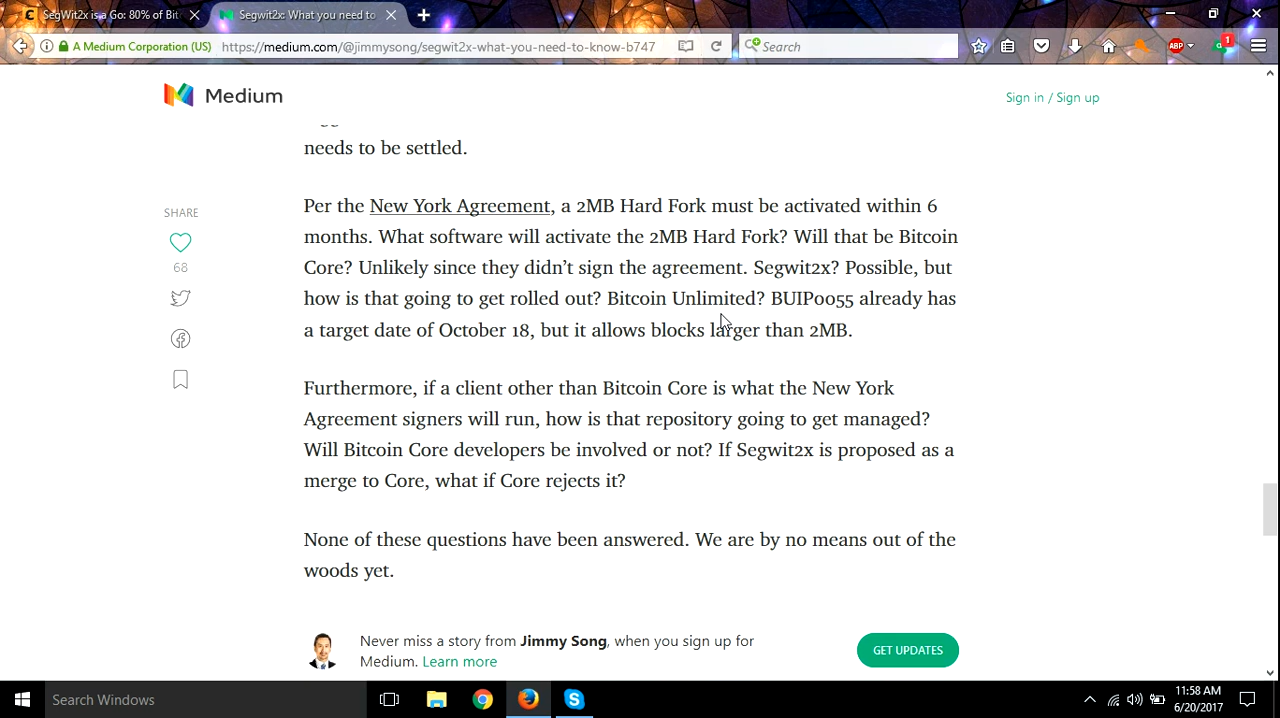 SegWit2x is a Go: 80% of Bit
Segwit2x: What you need to
A Medium Corporation (US)
https://medium.com/@jimmysong/segwit2x-what-you-need-to-know-b747
Search
ABP
1
Medium
Sign in / Sign up
needs to be settled.
SHARE
68
Per the New York Agreement, a 2MB Hard Fork must be activated within 6
months. What software will activate the 2MB Hard Fork? Will that be Bitcoin
Core? Unlikely since they didn’t sign the agreement. Segwit2x? Possible, but
how is that going to get rolled out? Bitcoin Unlimited? BUIP0055 already has
a target date of October 18, but it allows blocks larger than 2MB.
Furthermore, if a client other than Bitcoin Core is what the New York
Agreement signers will run, how is that repository going to get managed?
Will Bitcoin Core developers be involved or not? If Segwit2x is proposed as a
merge to Core, what if Core rejects it?
None of these questions have been answered. We are by no means out of the
woods yet.
Never miss a story from Jimmy Song, when you sign up for
Medium. Learn more
GET UPDATES
Search Windows
11:58 AM
6/20/2017